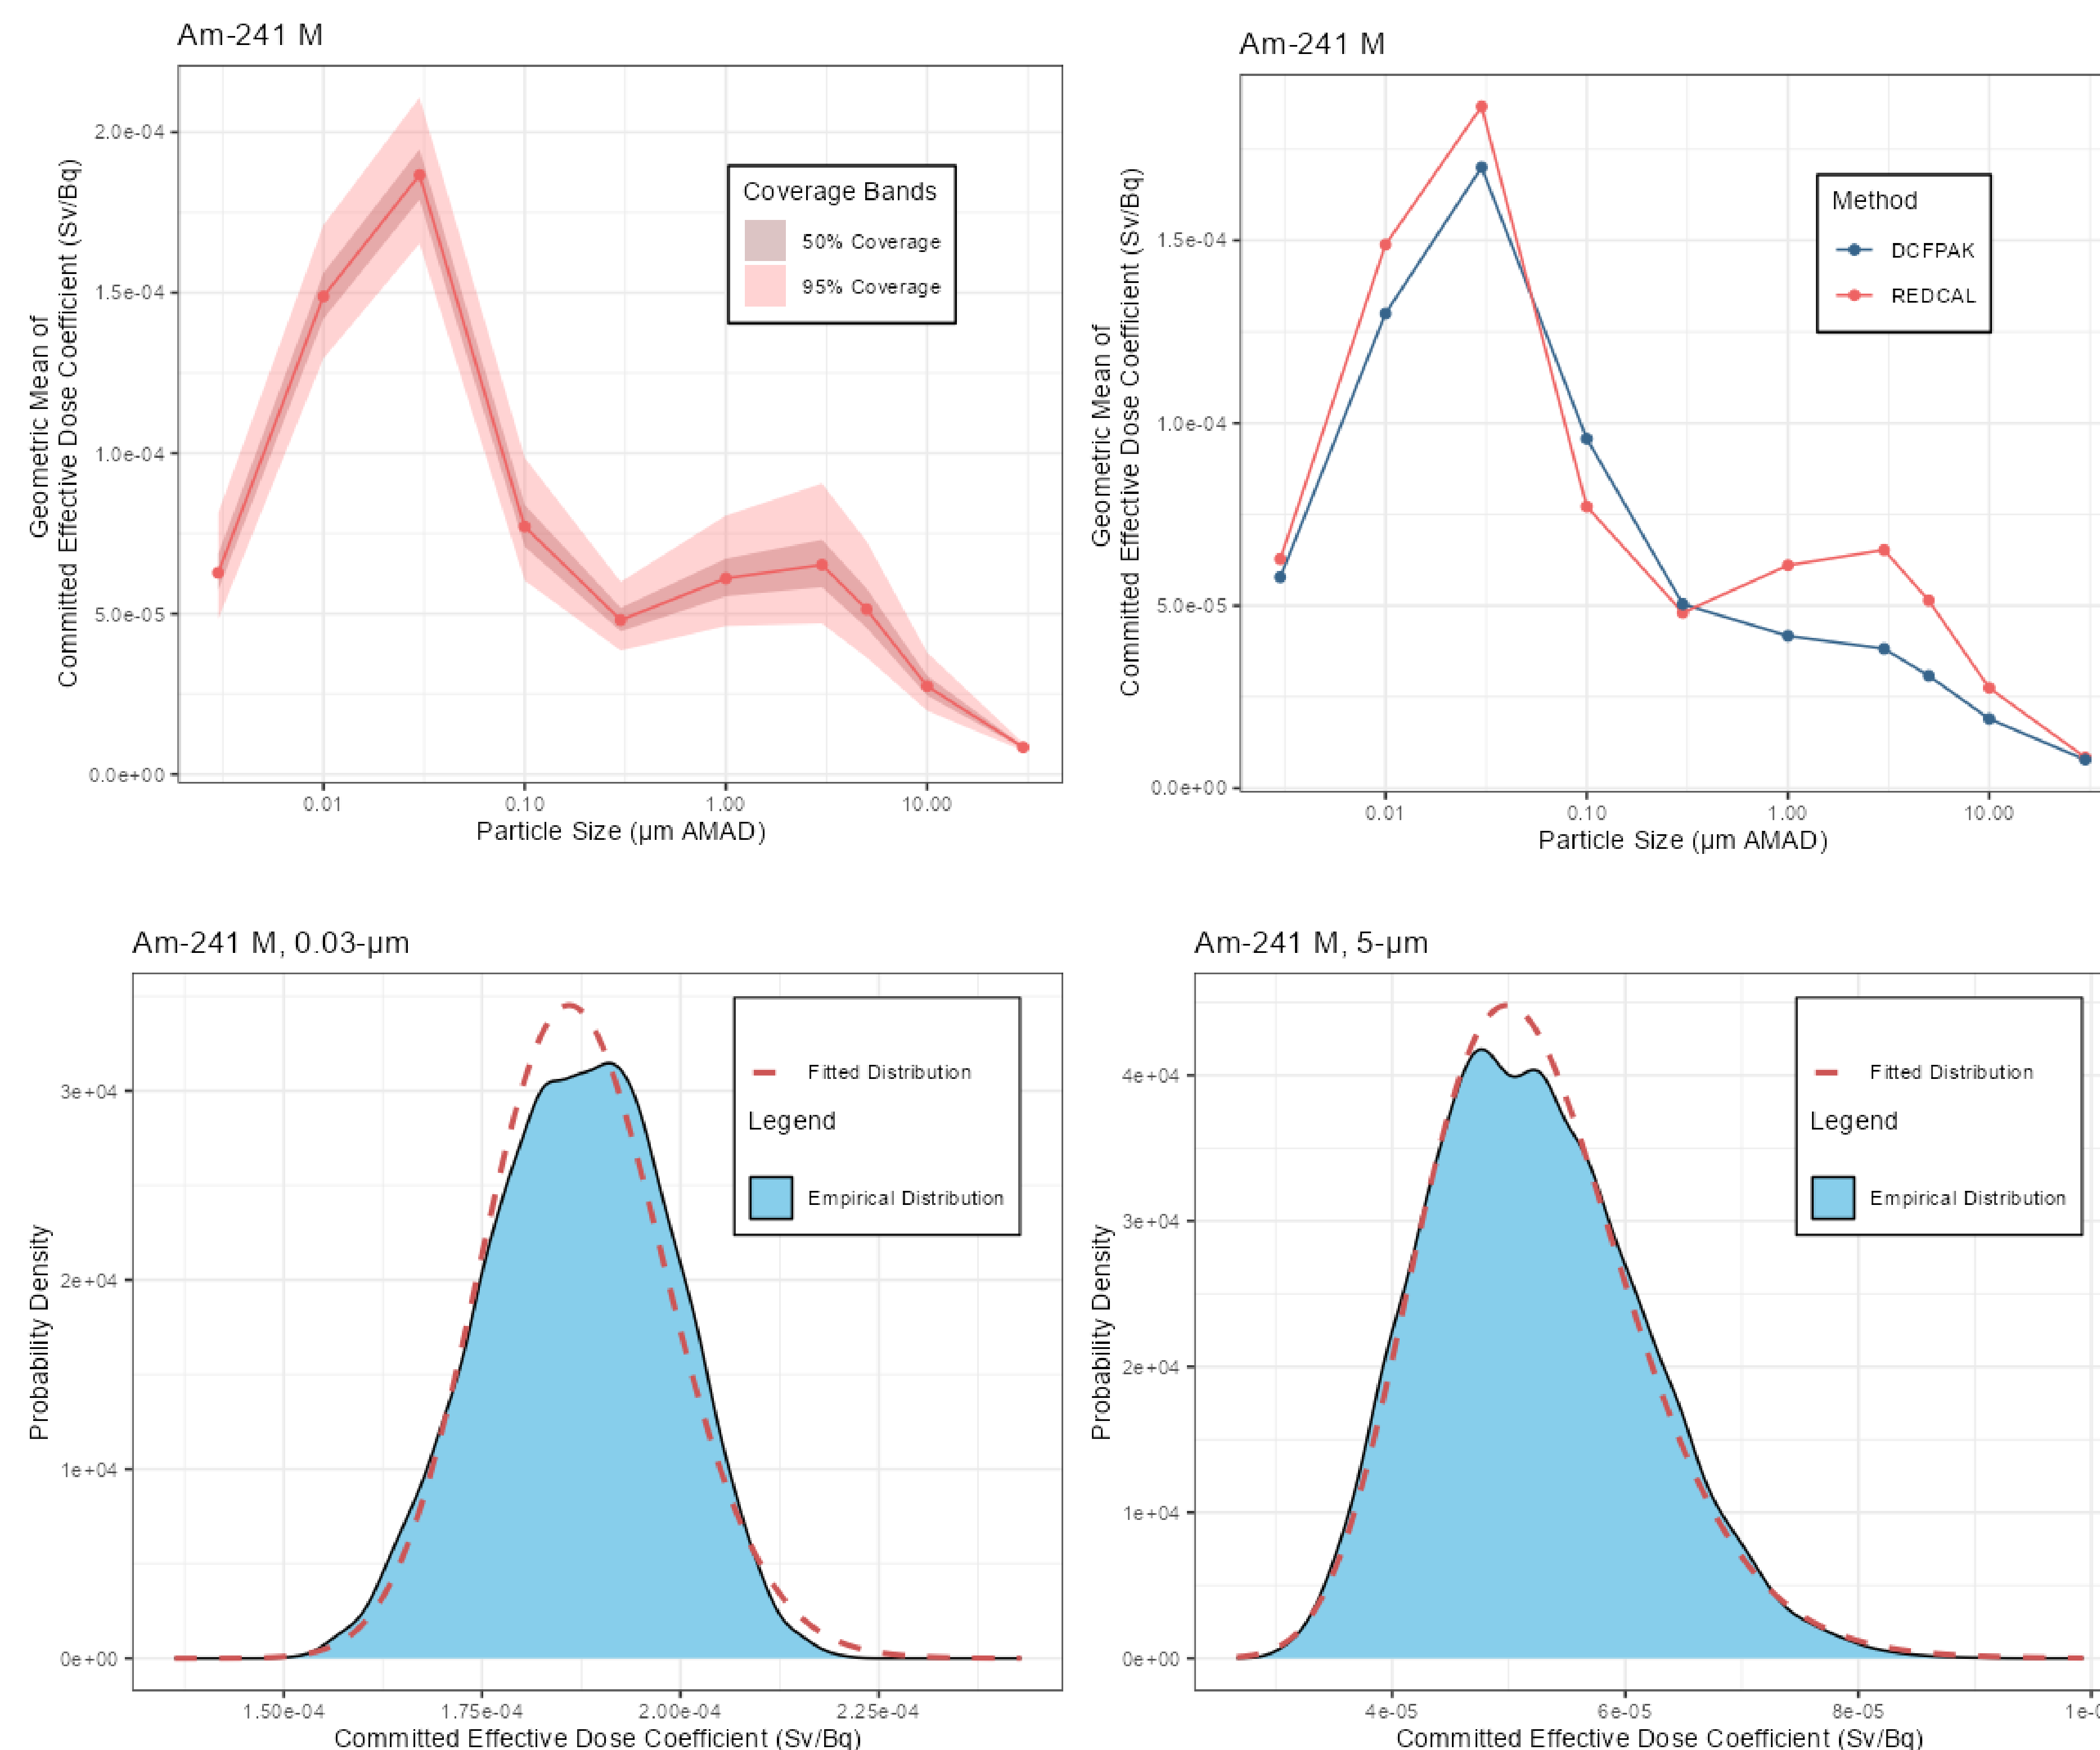 Am-241 M
Geometric Mean of
Committed Effective Dose Coefficient (Sv/Bq)
2.0e-04
1.5e-04
1.0e-04
5.0e-05
0.0e+00
Coverage Bands
50% Coverage
95% Coverage
0.01 0.10 1.00 10.00
Particle Size (µm AMAD)
Am-241 M
Geometric Mean of
Committed Effective Dose Coefficient (Sv/Bq)
1.5e-04
1.0e-04
5.0e-05
0.0e+00
Method
DCFPAK
REDCAL
0.01 0.10 1.00 10.00
Particle Size (µm AMAD)
Am-241 M, 0.03-µm
Probability Density
3e+04
2e+04
1e+04
0e+00
Fitted Distribution
Legend
Empirical Distribution
1.50e-04 1.75e-04 2.00e-04 2.25e-04
Committed Effective Dose Coefficient (Sv/Bq)
Am-241 M, 5-µm
Probability Density
4e+04
3e+04
2e+04
1e+04
0e+00
Fitted Distribution
Legend
Empirical Distribution
4e-05 6e-05 8e-05
Committed Effective Dose Coefficient (Sv/Bq)